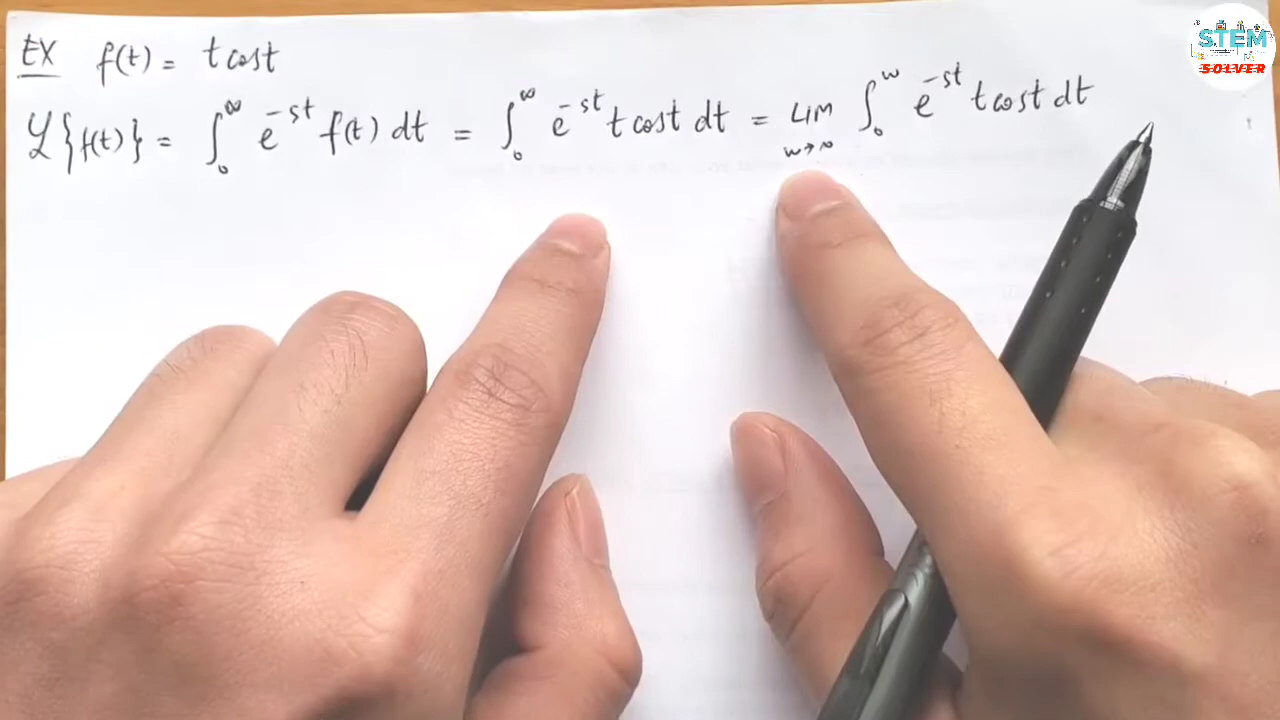 EX f(t) = t cost
ℒ{f(t)} = ∫₀^∞ e^-st f(t) dt = ∫₀^∞ e^-st t cost dt = Lim w→∞ ∫₀^w e^-st t cost dt
STEM
SOLVER